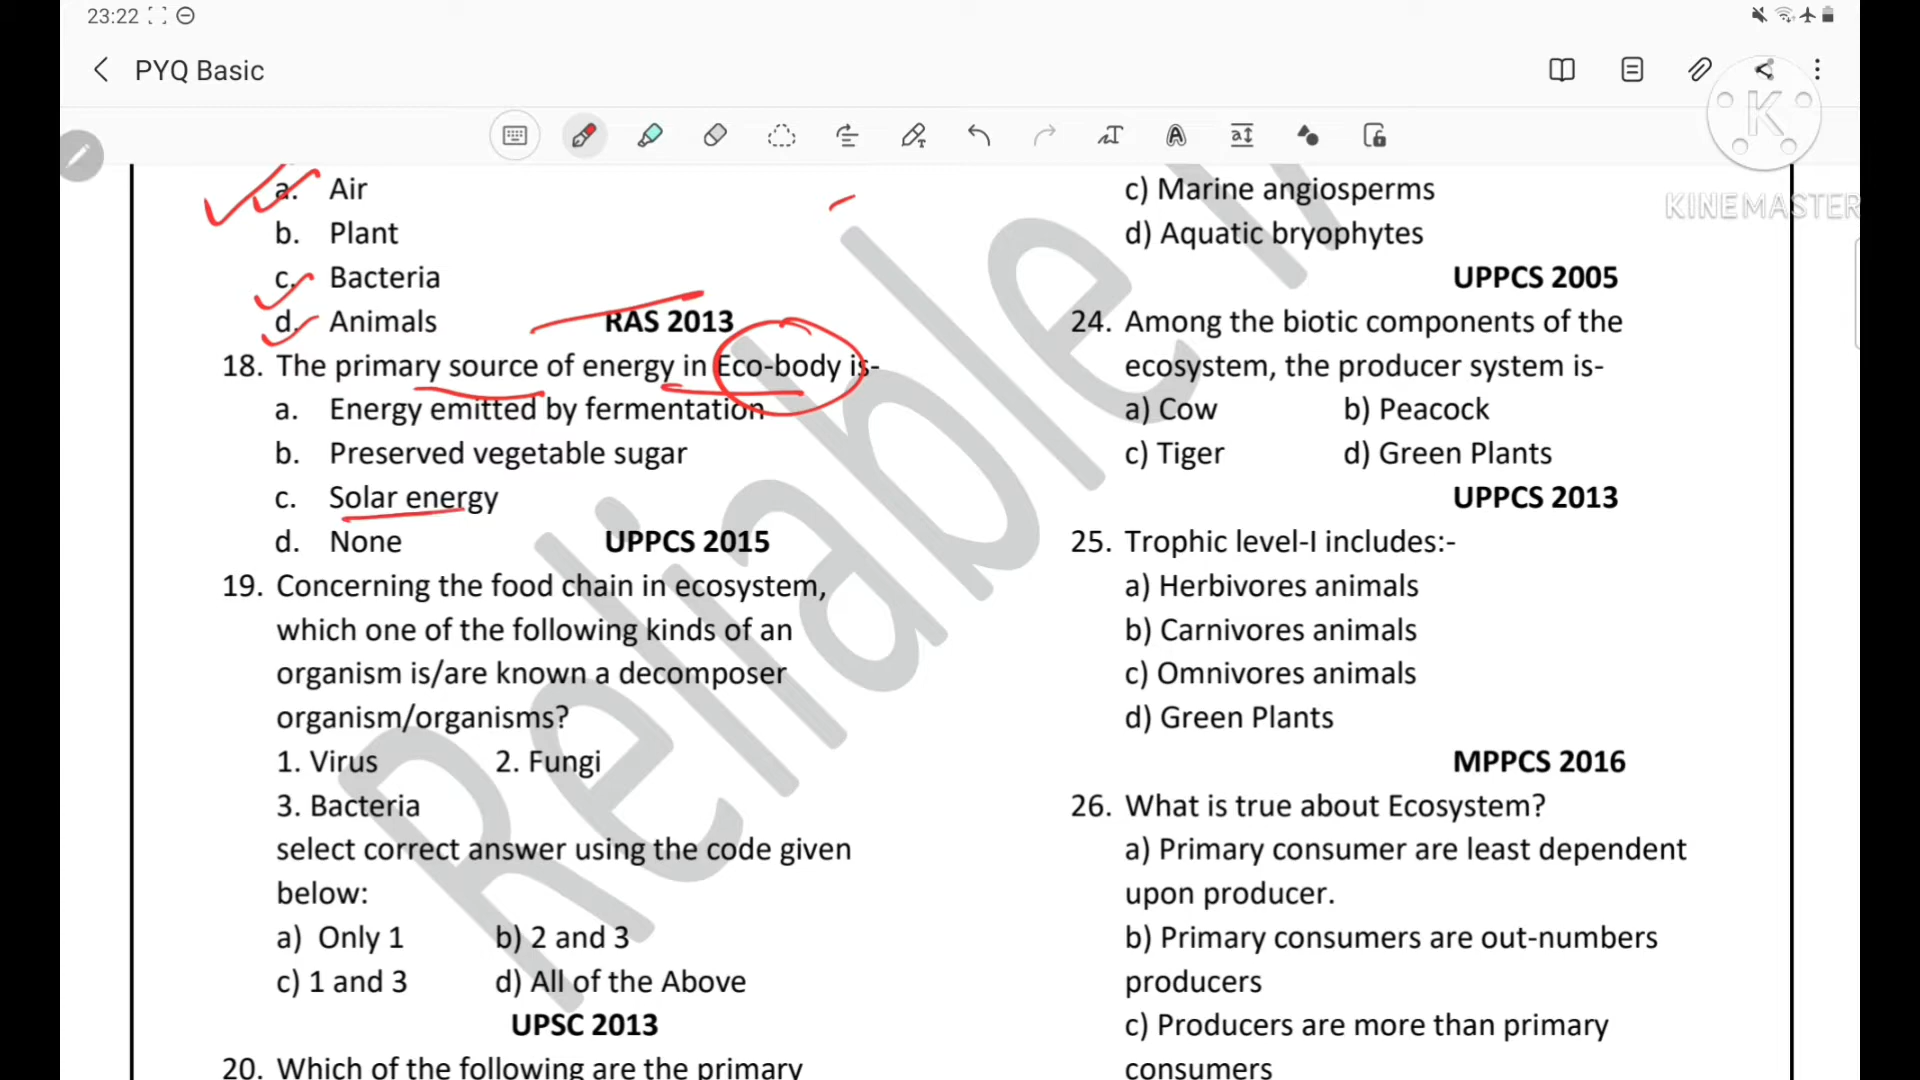 23:22
PYQ Basic
KINEMASTER
a. Air
b. Plant
c. Bacteria
d. Animals RAS 2013
18. The primary source of energy in Eco-body is-
a. Energy emitted by fermentation
b. Preserved vegetable sugar
c. Solar energy
d. None UPPCS 2015
19. Concerning the food chain in ecosystem,
which one of the following kinds of an
organism is/are known a decomposer
organism/organisms?
1. Virus 2. Fungi
3. Bacteria
select correct answer using the code given
below:
a) Only 1 b) 2 and 3
c) 1 and 3 d) All of the Above
UPSC 2013
20. Which of the following are the primary
c) Marine angiosperms
d) Aquatic bryophytes
UPPCS 2005
24. Among the biotic components of the
ecosystem, the producer system is-
a) Cow b) Peacock
c) Tiger d) Green Plants
UPPCS 2013
25. Trophic level-I includes:-
a) Herbivores animals
b) Carnivores animals
c) Omnivores animals
d) Green Plants
MPPCS 2016
26. What is true about Ecosystem?
a) Primary consumer are least dependent
upon producer.
b) Primary consumers are out-numbers
producers
c) Producers are more than primary
consumers
Reliable